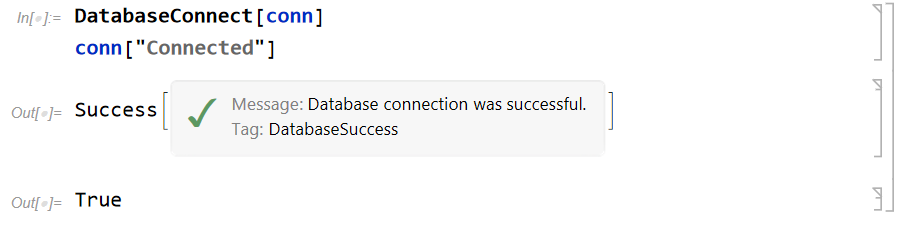 In[•]:= DatabaseConnect[conn]
conn["Connected"]
Out[•]= Success[ ✓ Message: Database connection was successful. ]
Tag: DatabaseSuccess
Out[•]= True